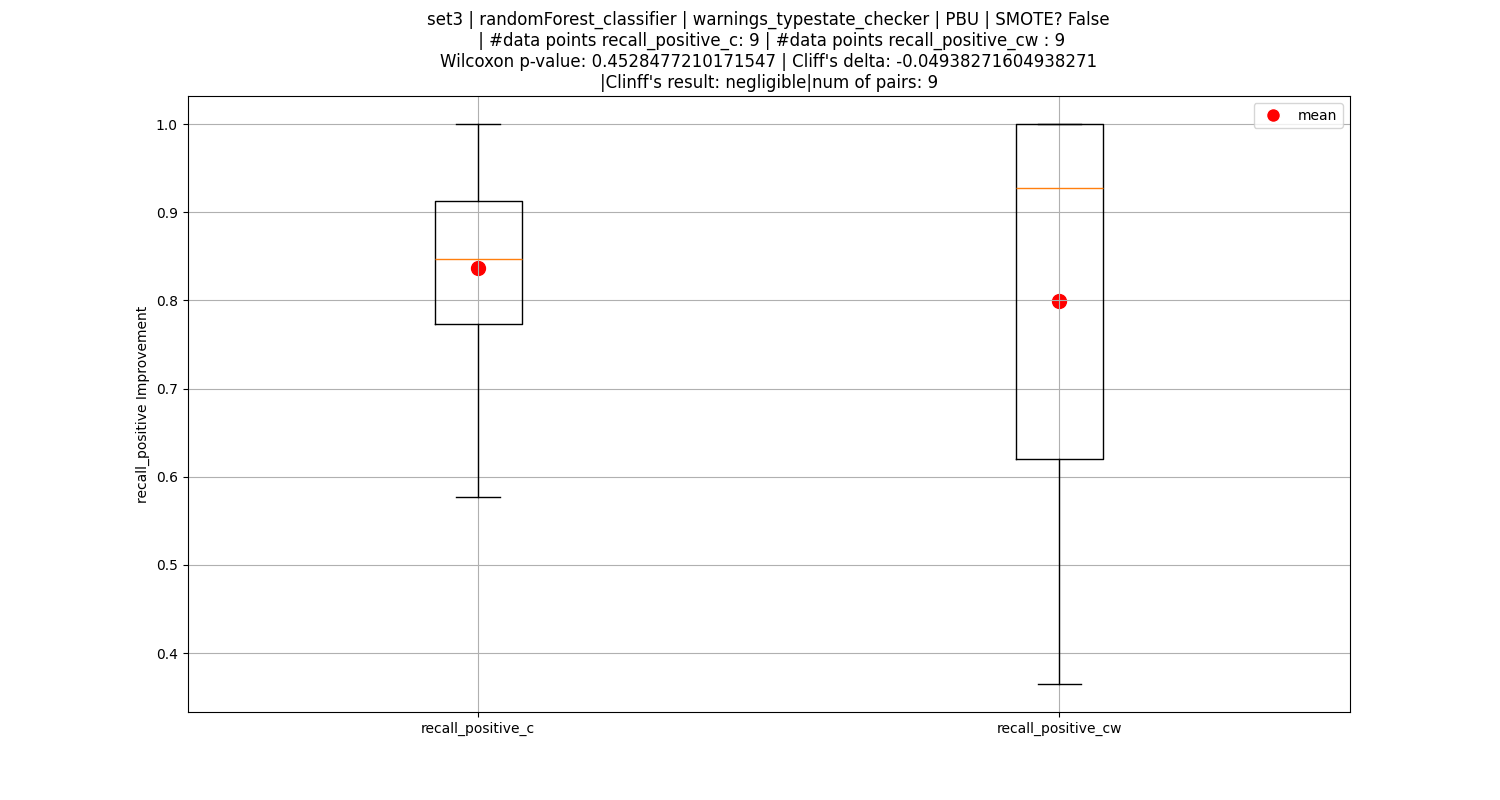 set3 | randomForest_classifier | warnings_typestate_checker | PBU | SMOTE? False
| #data points recall_positive_c: 9 | #data points recall_positive_cw : 9
Wilcoxon p-value: 0.4528477210171547 | Cliff's delta: -0.04938271604938271
|Clinff's result: negligible|num of pairs: 9
mean
1.0
0.9
0.8
0.7
0.6
0.5
0.4
recall_positive Improvement
recall_positive_c
recall_positive_cw